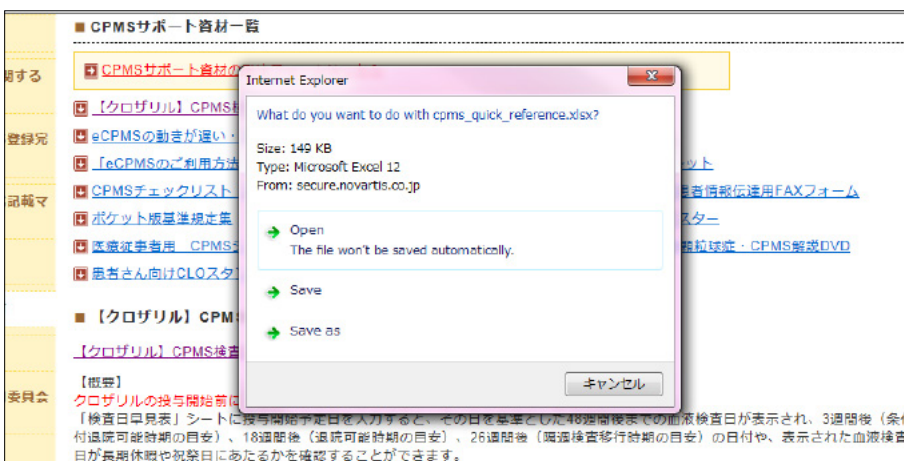 ■ CPMSサポート資材一覧
CPMSサポート資材の
関する
【クロザリル】CPMS検
登録完
eCPMSの動きが遅い・
「eCPMSのご利用方法
ット
CPMSチェックリスト
患者情報伝達用FAXフォーム
記載マ
ポケット版基準規定集
スター
医療従事者用 CPMS
顆粒球症・CPMS解説DVD
患者さん向けCLOスタ
■ 【クロザリル】CPM
【クロザリル】CPMS検査
【概要】
委員会
クロザリルの投与開始前に
「検査日早見表」シートに投与開始予定日を入力すると、その日を基準とした48週間後までの血液検査日が表示され、3週間後（条件
付退院可能時期の目安）、18週間後（退院可能時期の目安）、26週間後（隔週検査移行時期の目安）の日付や、表示された血液検査
日が長期休暇や祝祭日にあたるかを確認することができます。
Internet Explorer
What do you want to do with cpms_quick_reference.xlsx?
Size: 149 KB
Type: Microsoft Excel 12
From: secure.novartis.co.jp
Open
The file won't be saved automatically.
Save
Save as
キャンセル